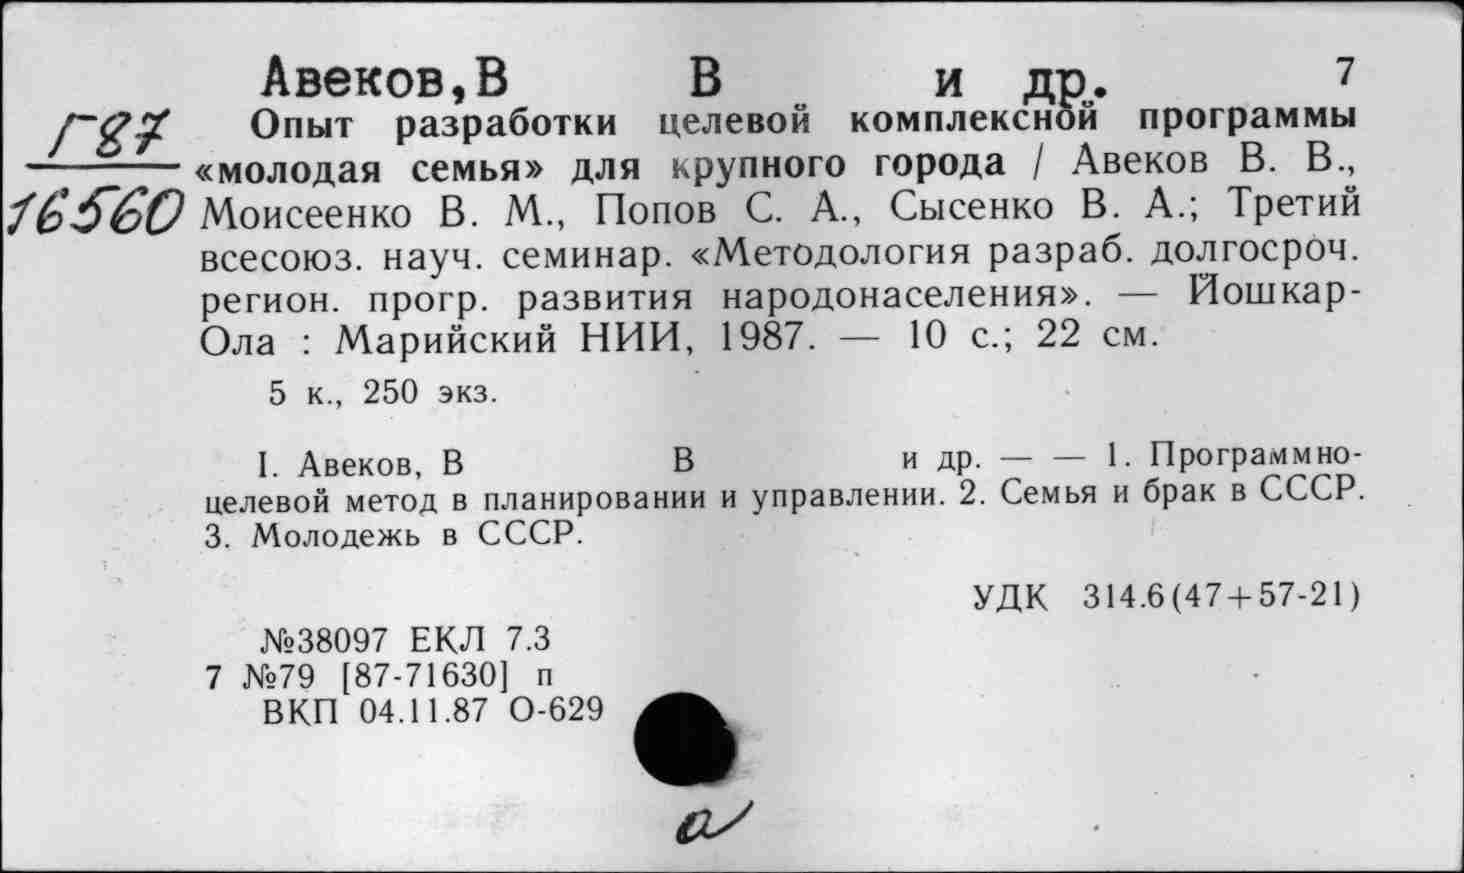 Авеков,В В и др. 7
Г87 Опыт разработки целевой комплексной программы
«молодая семья» для крупного города / Авеков В. В.,
16560 Моисеенко В. М., Попов С. А., Сысенко В. А.; Третий
всесоюз. науч. семинар. «Методология разраб. долгосроч.
регион. прогр. развития народонаселения». — Йошкар-
Ола : Марийский НИИ, 1987. — 10 с.; 22 см.
5 к., 250 экз.
I. Авеков, В В и др. — — 1. Программно-
целевой метод в планировании и управлении. 2. Семья и брак в СССР.
3. Молодежь в СССР.
УДК 314.6(47+57-21)
№38097 ЕКЛ 7.3
7 №79 [87-71630] п
ВКП 04.11.87 О-629